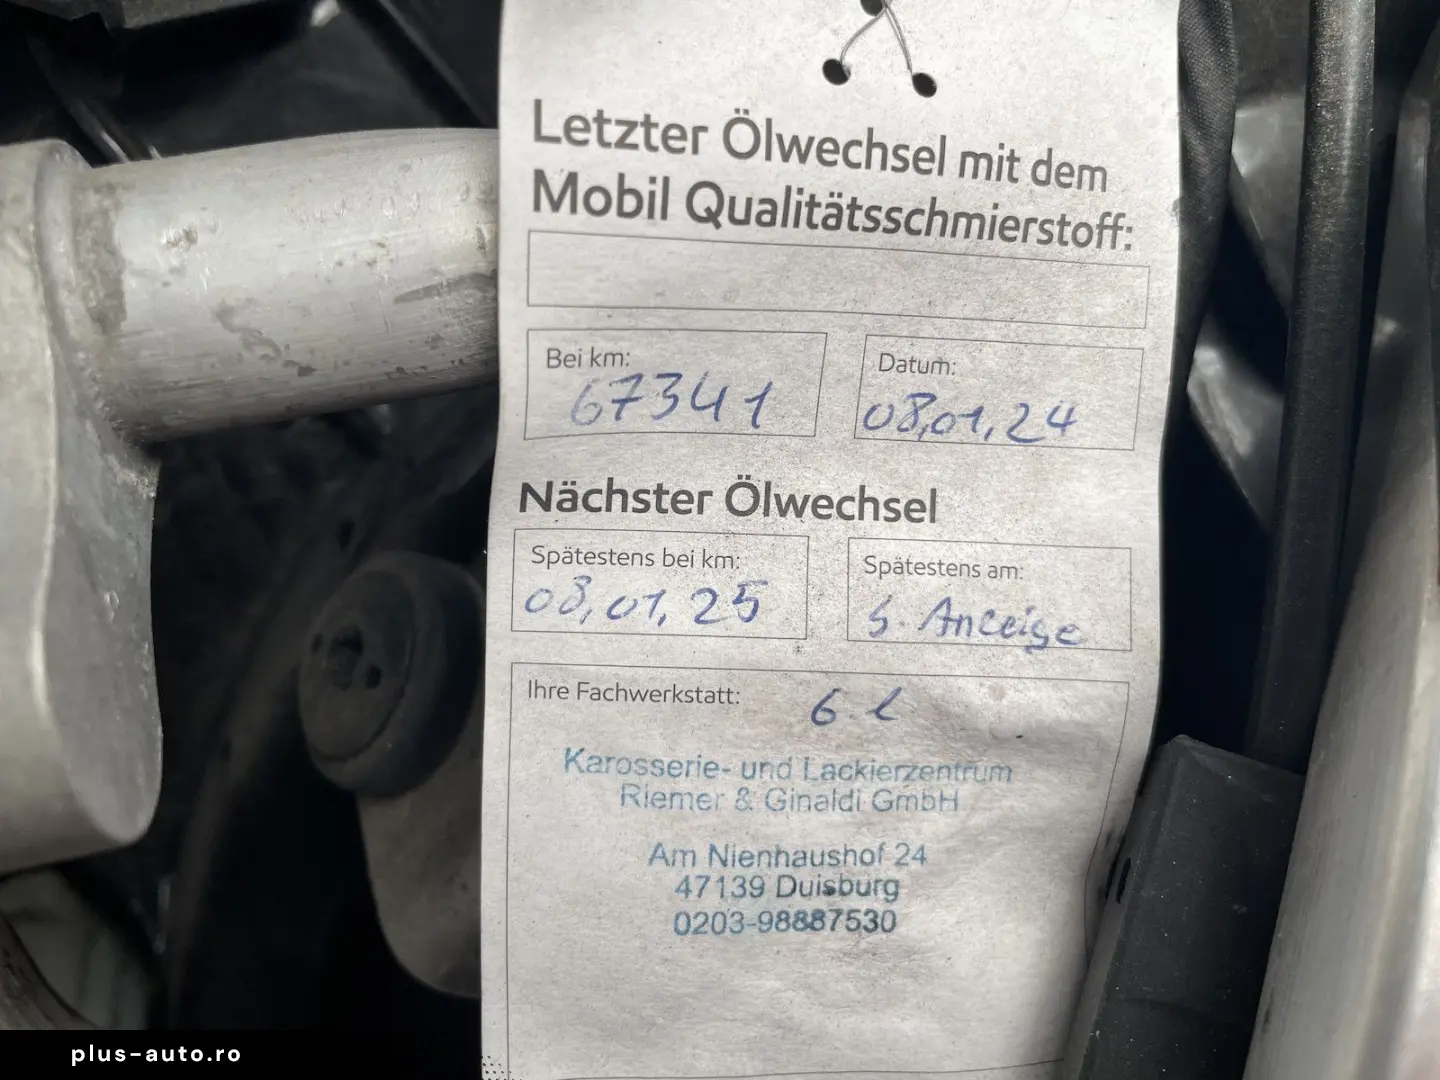 Letzter Ölwechsel mit dem
Mobil Qualitätsschmierstoff:
Bei km:
67341
Datum:
08,01,24
Nächster Ölwechsel
Spätestens bei km:
08,01,25
Spätestens am:
s. Anzeige
Ihre Fachwerkstatt:
6 l
Karosserie- und Lackierzentrum
Riemer & Ginaldi GmbH
Am Nienhaushof 24
47139 Duisburg
0203-98887530
plus-auto.ro